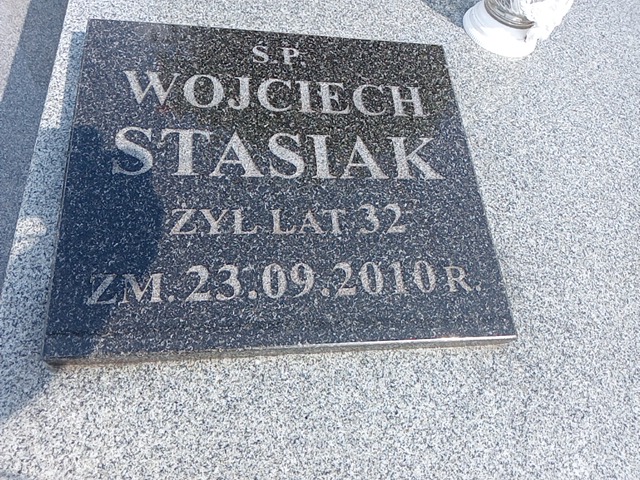 Ś.P.
WOJCIECH
STASIAK
ŻYŁ LAT 32
ZM. 23.09.2010 R.